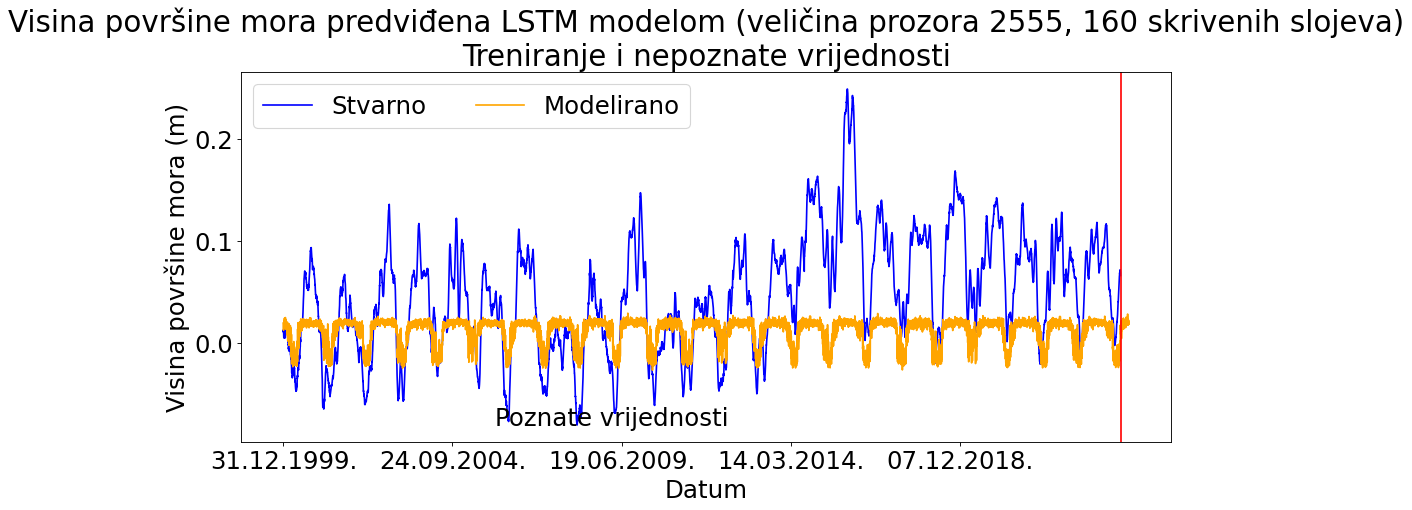 Visina površine mora predviđena LSTM modelom (veličina prozora 2555, 160 skrivenih slojeva)
Treniranje i nepoznate vrijednosti
Stvarno
Modelirano
Visina površine mora (m)
0.2
0.1
0.0
Poznate vrijednosti
31.12.1999.
24.09.2004.
19.06.2009.
14.03.2014.
07.12.2018.
Datum